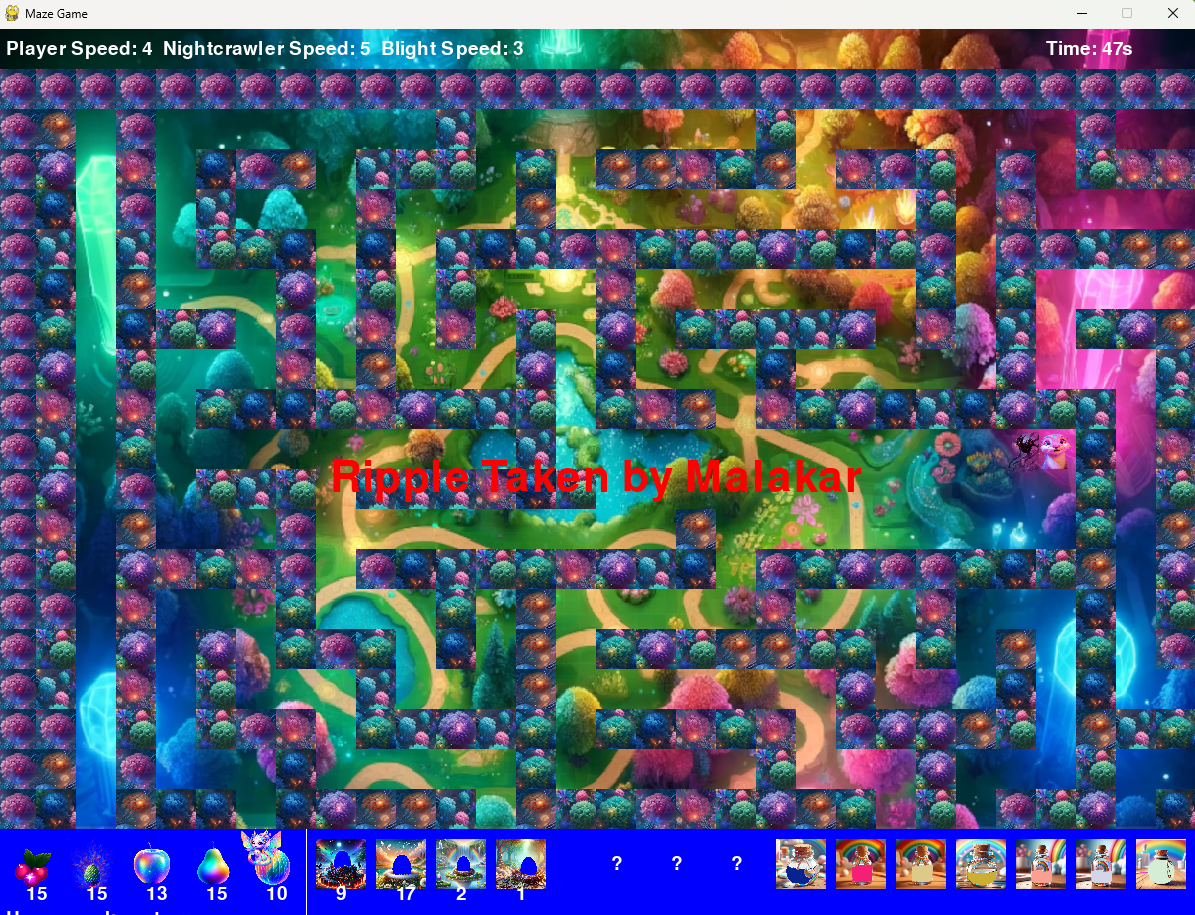 Maze Game
Player Speed: 4 Nightcrawler Speed: 5 Blight Speed: 3
Time: 47s
Ripple Taken by Malakar
? ? ?
15 15 13 15 10 9 17 2 1